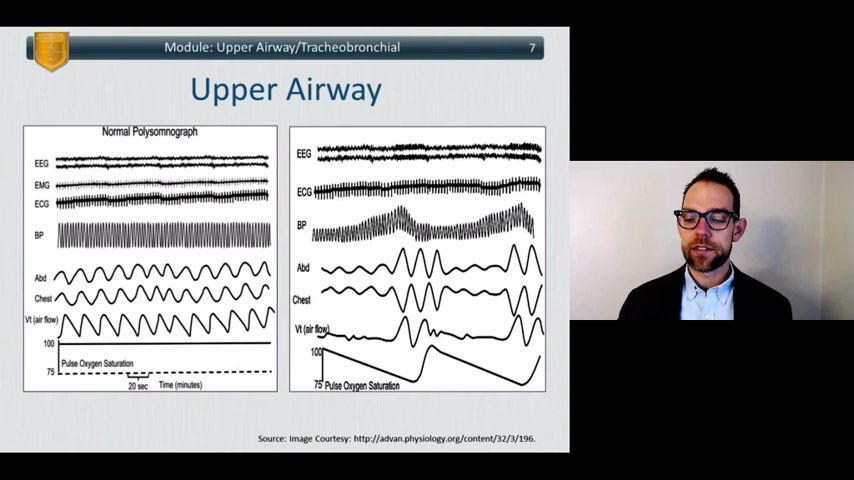 Module: Upper Airway/Tracheobronchial 7
Upper Airway
Normal Polysomnograph
EEG
EMG
ECG
BP
Abd
Chest
Vt (air flow)
100
75
Pulse Oxygen Saturation
20 sec
Time (minutes)
EEG
ECG
BP
Abd
Chest
Vt (air flow)
100
75
Pulse Oxygen Saturation
Source: Image Courtesy: http://advan.physiology.org/content/32/3/196.